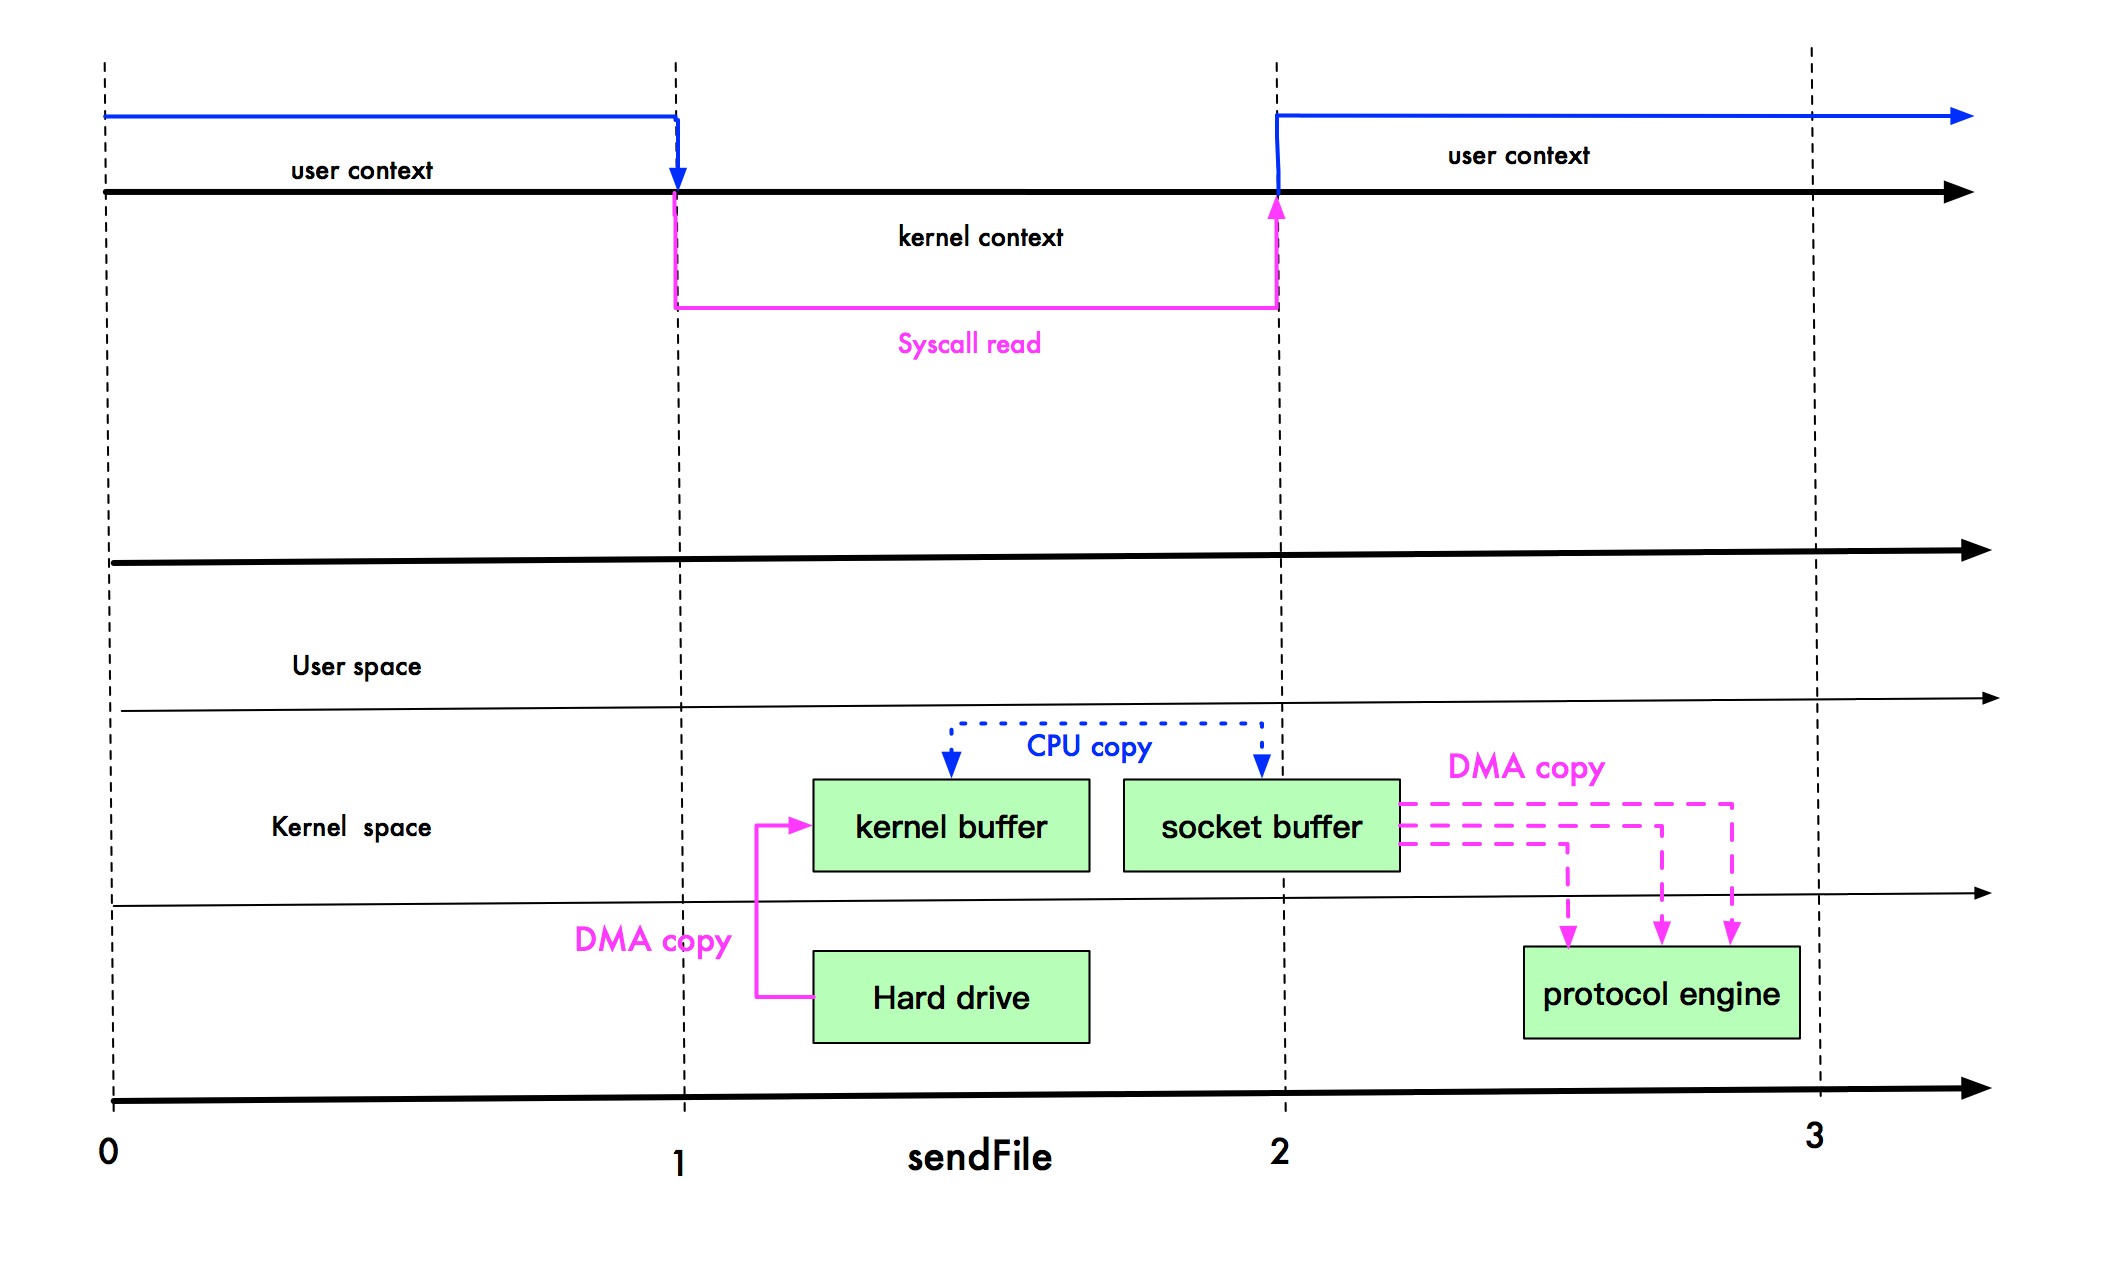 user context
user context
kernel context
Syscall read
User space
CPU copy
DMA copy
Kernel space
kernel buffer
socket buffer
DMA copy
Hard drive
protocol engine
0
1
sendFile
2
3